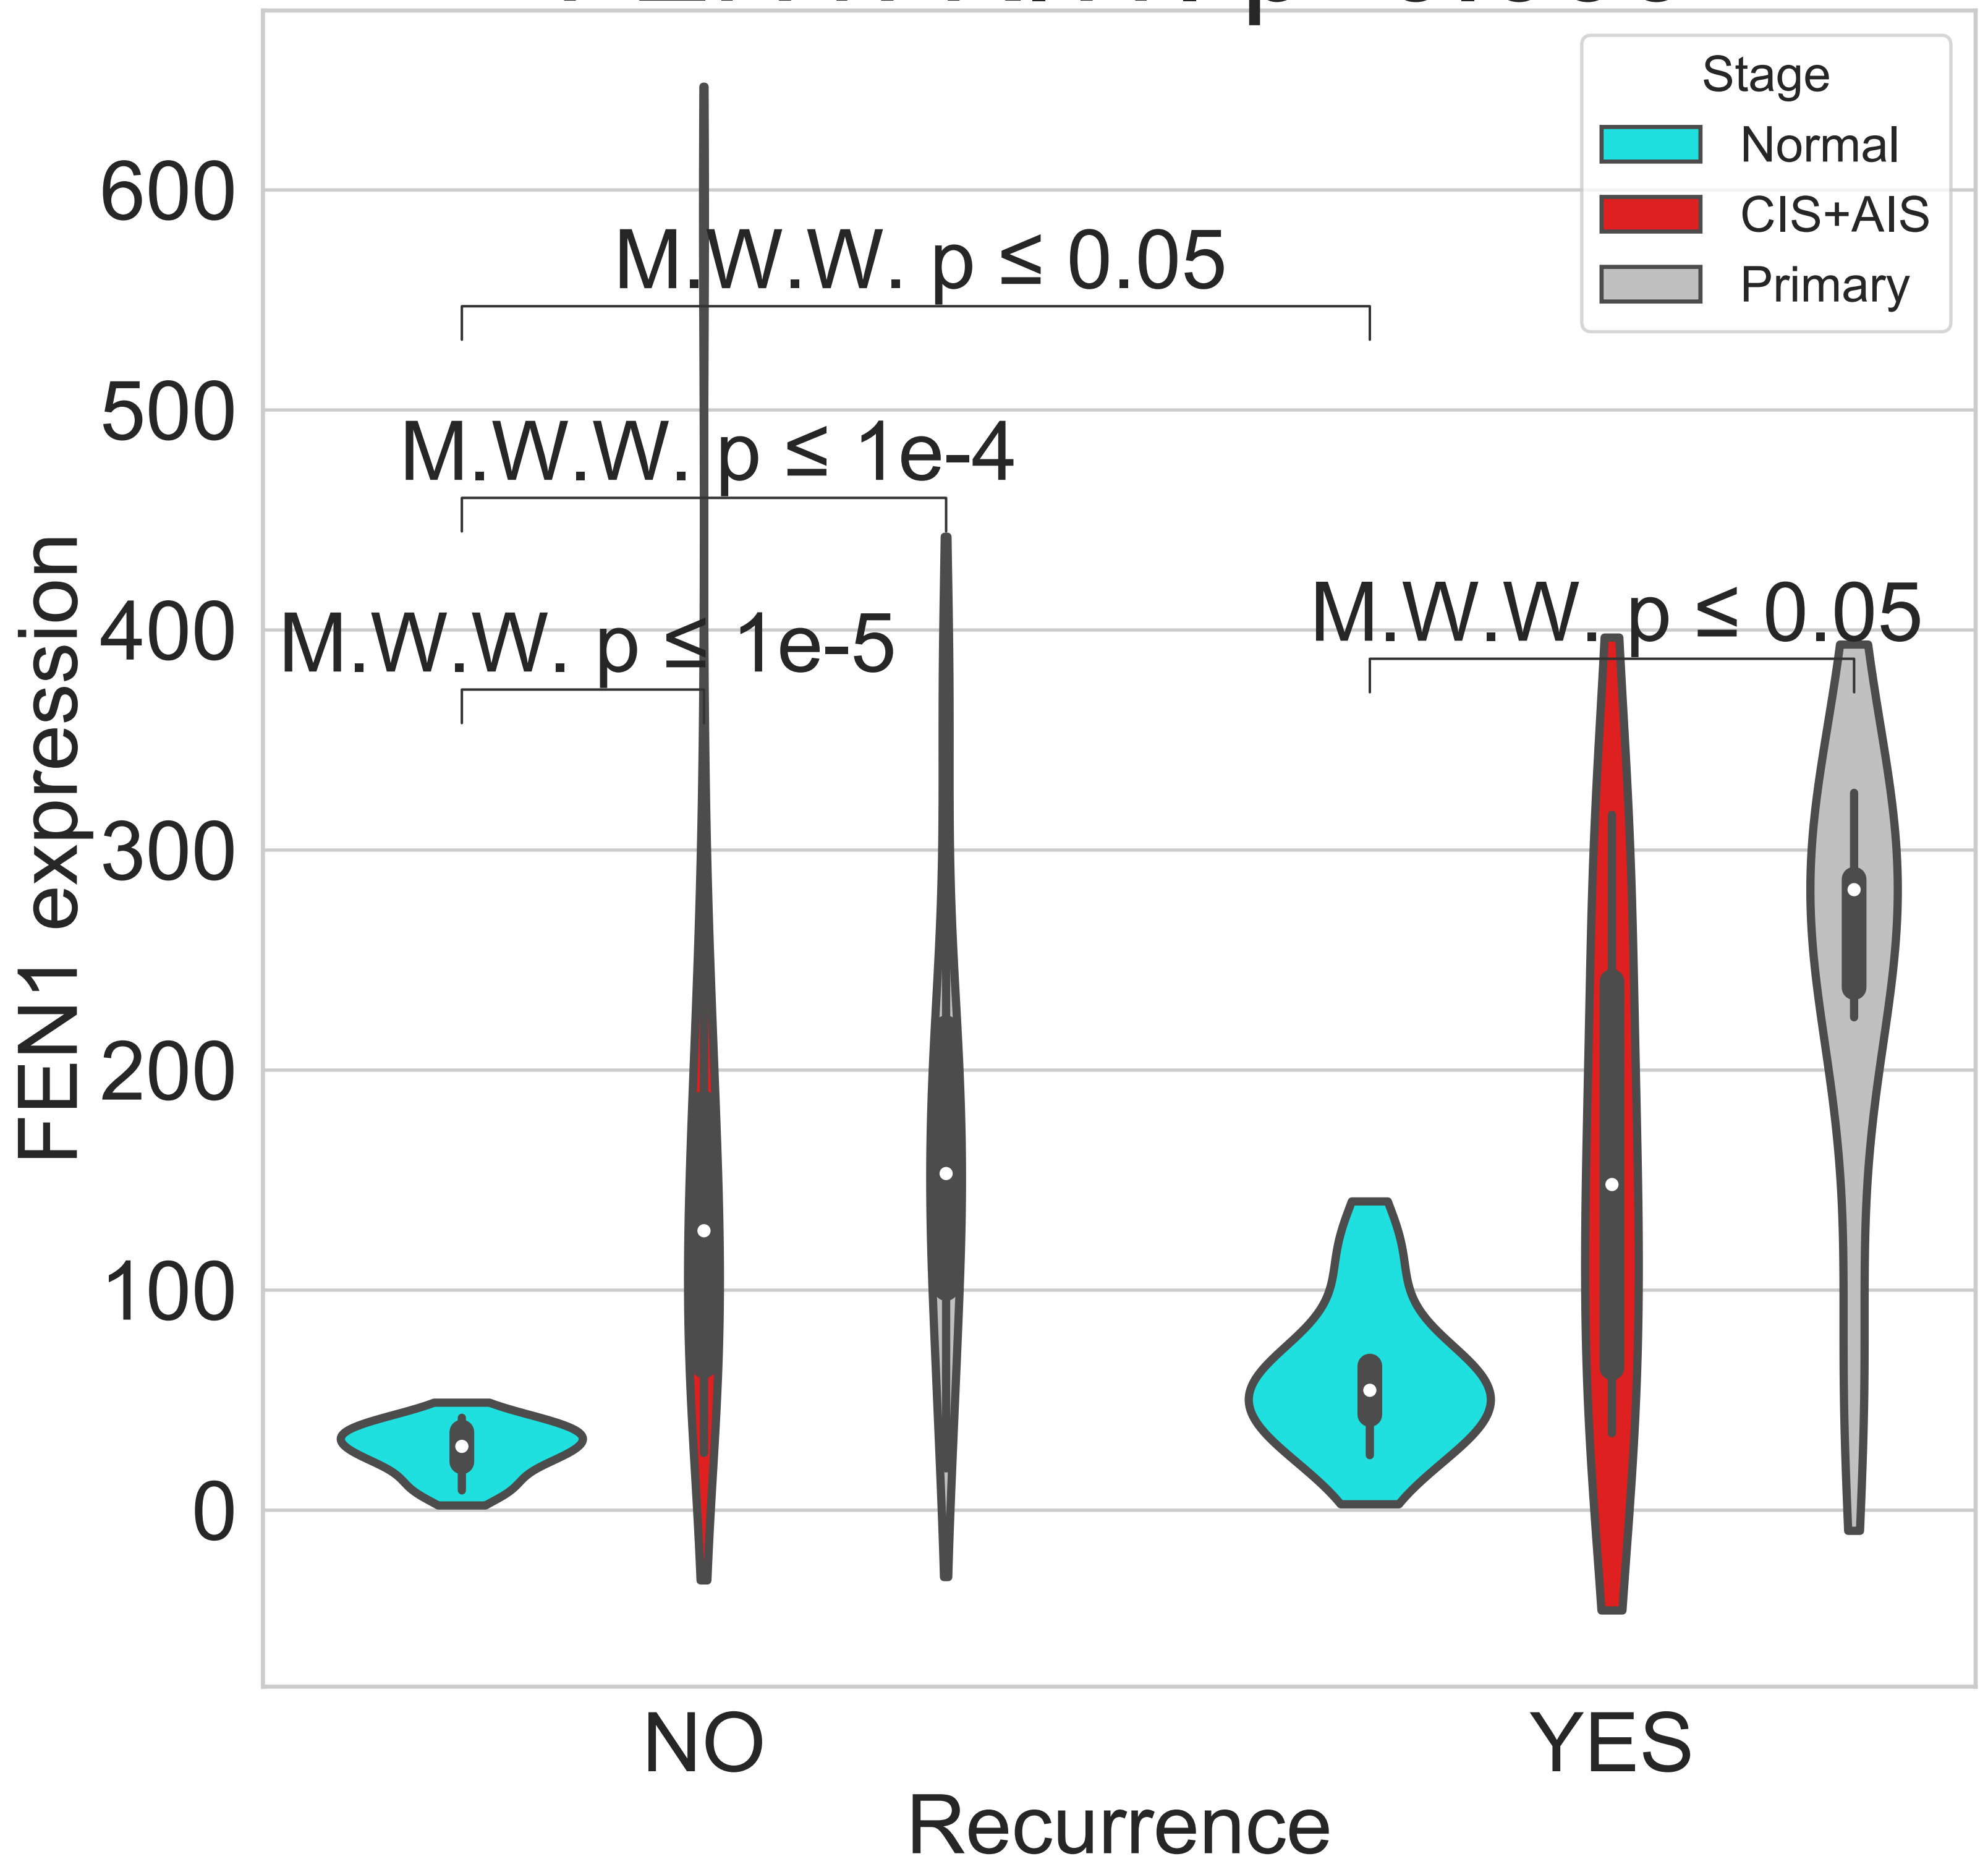 Stage
Normal
CIS+AIS
Primary
600
500
400
300
200
100
0
FEN1 expression
M.W.W. p ≤ 0.05
M.W.W. p ≤ 1e-4
M.W.W. p ≤ 1e-5
M.W.W. p ≤ 0.05
NO
YES
Recurrence